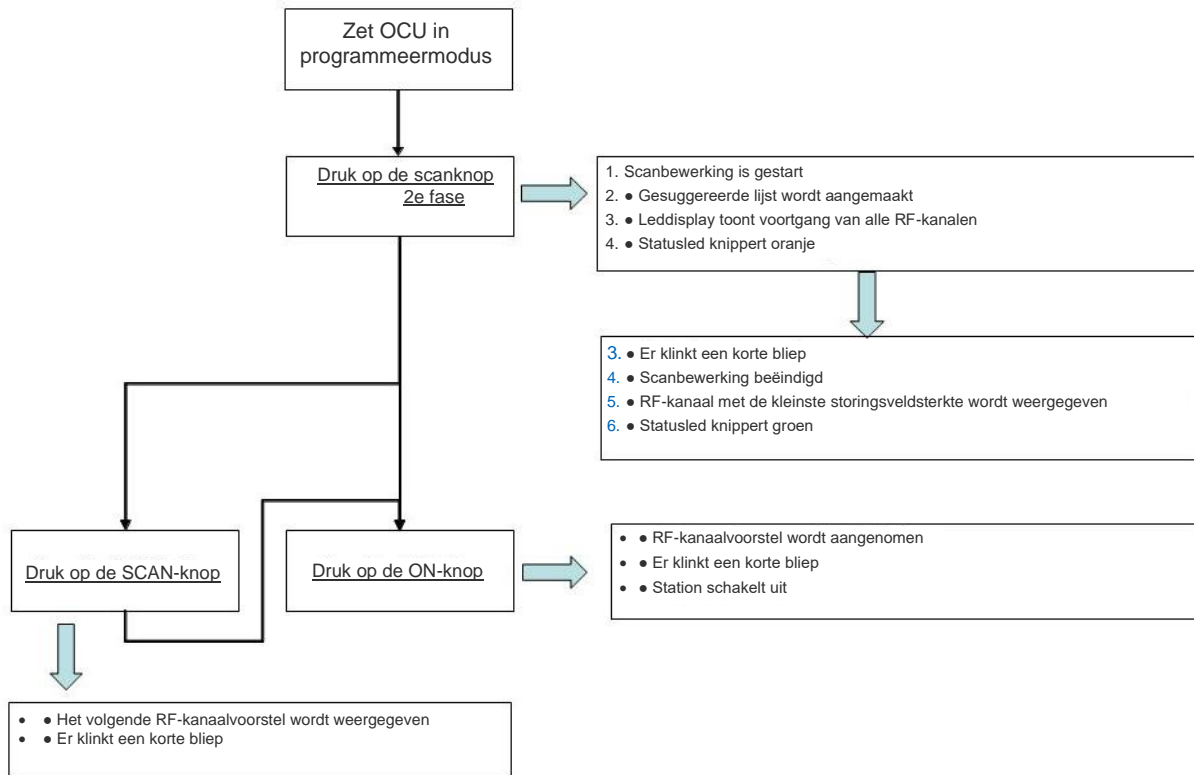 Zet OCU in
programmeermodus
Druk op de scanknop
2e fase
1. Scanbewerking is gestart
2. ● Gesuggereerde lijst wordt aangemaakt
3. ● Leddisplay toont voortgang van alle RF-kanalen
4. ● Statusled knippert oranje
3. ● Er klinkt een korte bliep
4. ● Scanbewerking beëindigd
5. ● RF-kanaal met de kleinste storingsveldsterkte wordt weergegeven
6. ● Statusled knippert groen
Druk op de SCAN-knop
Druk op de ON-knop
• ● RF-kanaalvoorstel wordt aangenomen
• ● Er klinkt een korte bliep
• ● Station schakelt uit
• ● Het volgende RF-kanaalvoorstel wordt weergegeven
• ● Er klinkt een korte bliep